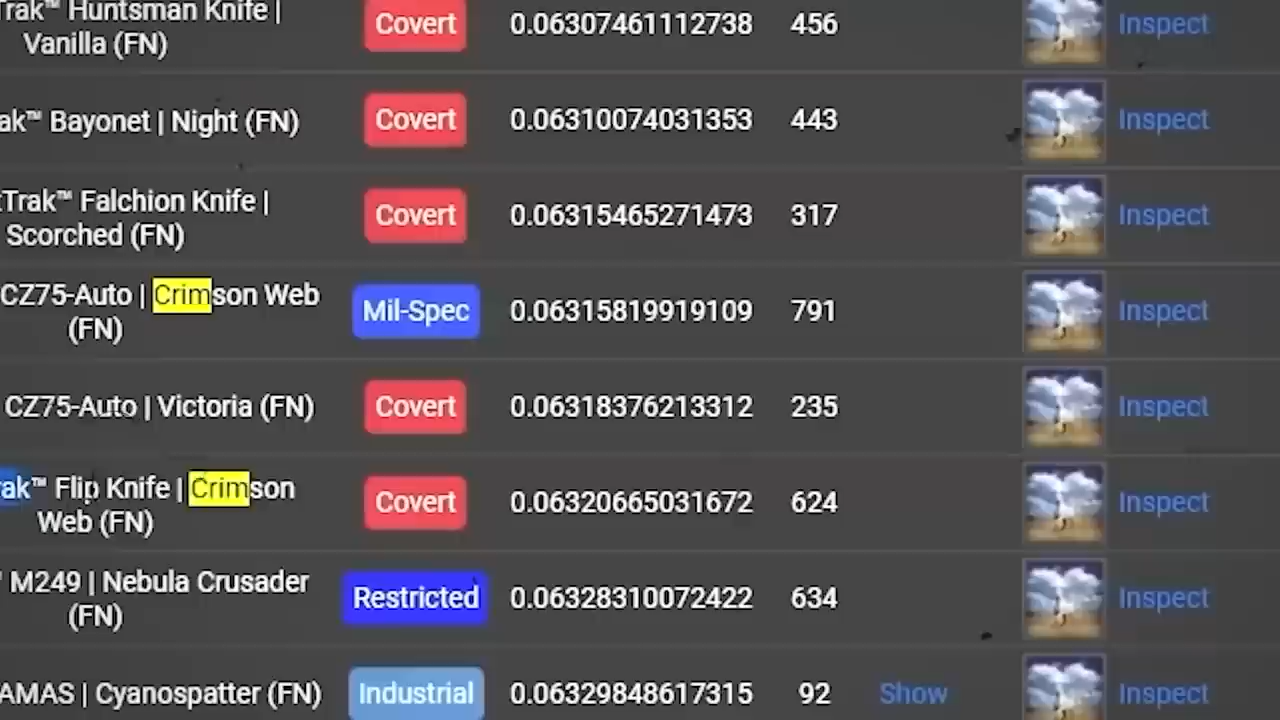 Trak™ Huntsman Knife |
Vanilla (FN)
Covert
0.06307461112738
456
Inspect
ak™ Bayonet | Night (FN)
Covert
0.06310074031353
443
Inspect
tTrak™ Falchion Knife |
Scorched (FN)
Covert
0.06315465271473
317
Inspect
CZ75-Auto | Crimson Web
(FN)
Mil-Spec
0.06315819919109
791
Inspect
CZ75-Auto | Victoria (FN)
Covert
0.06318376213312
235
Inspect
rak™ Flip Knife | Crimson
Web (FN)
Covert
0.06320665031672
624
Inspect
M249 | Nebula Crusader
(FN)
Restricted
0.06328310072422
634
Inspect
AMAS | Cyanospatter (FN)
Industrial
0.06329848617315
92
Show
Inspect